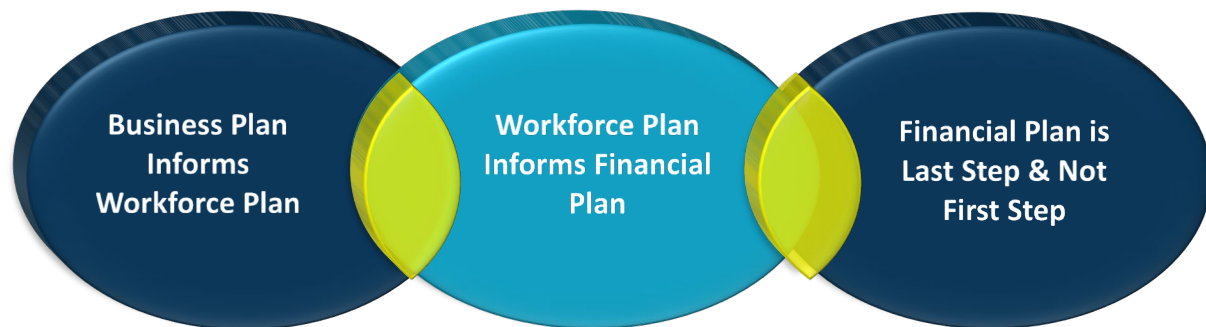 Business Plan
Informs
Workforce Plan
Workforce Plan
Informs Financial
Plan
Financial Plan is
Last Step & Not
First Step